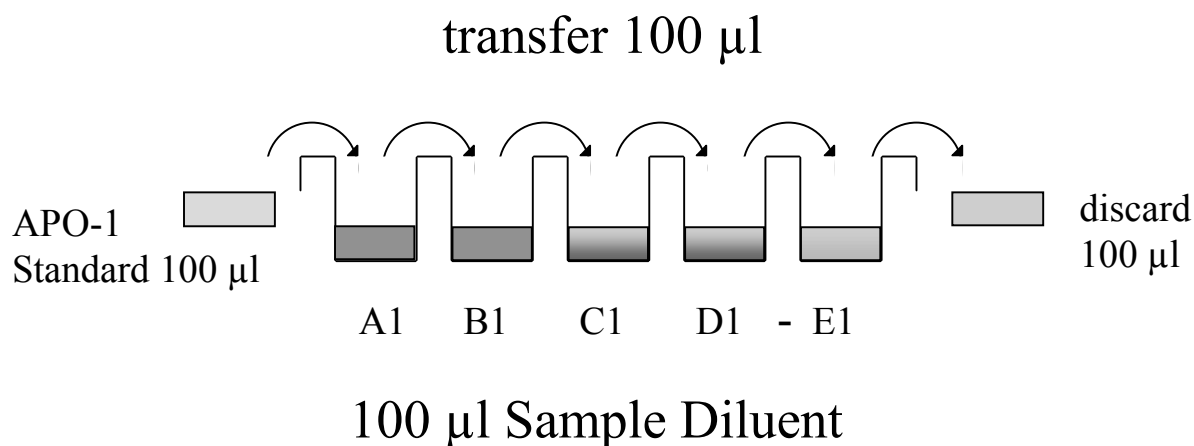 transfer 100 µl
APO-1
Standard 100 µl
discard
100 µl
A1 B1 C1 D1 - E1
100 µl Sample Diluent